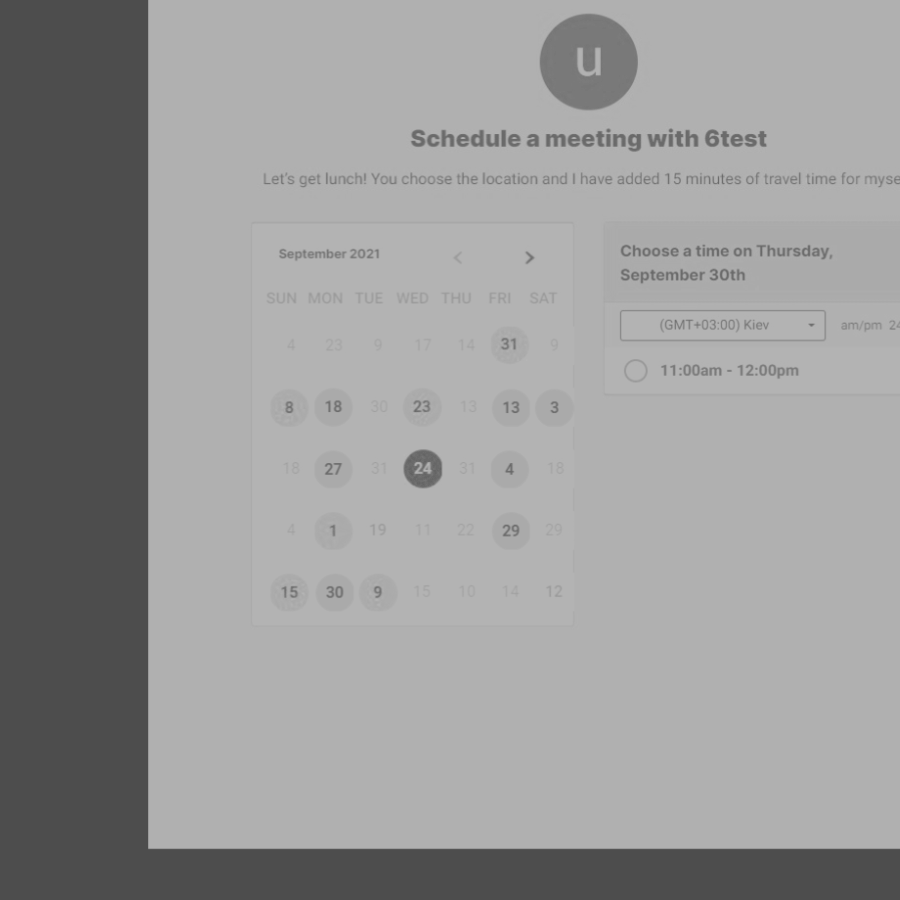 u
Schedule a meeting with 6test
Let's get lunch! You choose the location and I have added 15 minutes of travel time for
September 2021
SUN MON TUE WED THU FRI SAT
4 23 9 17 14 31 9
8 18 30 23 13 13 3
18 27 31 24 31 4 18
4 1 19 11 22 29 29
15 30 9 15 10 14 12
Choose a time on Thursday,
September 30th
(GMT+03:00) Kiev am/pm
11:00am - 12:00pm